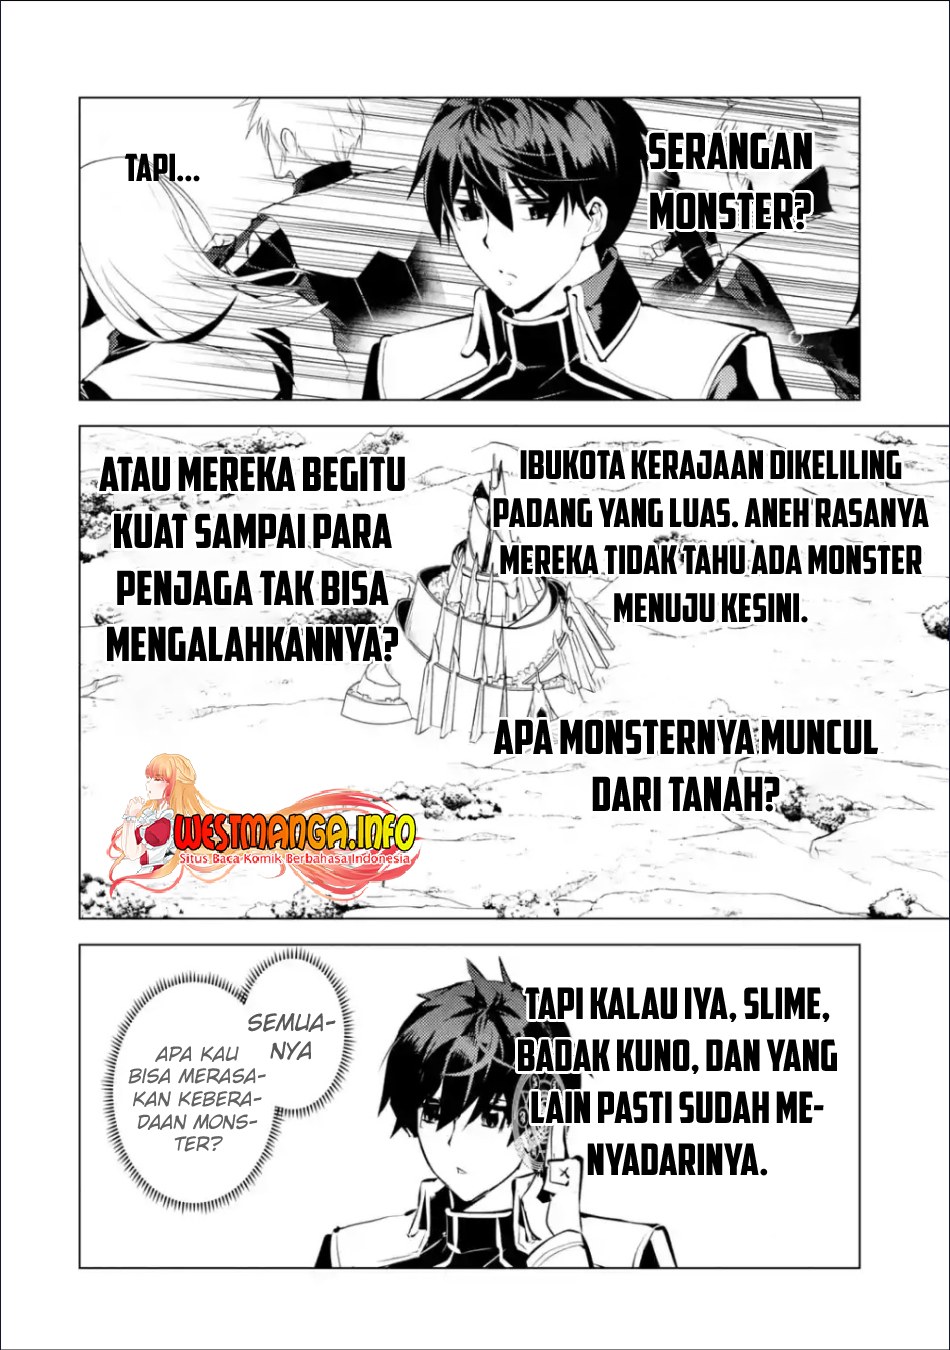 SERANGAN
MONSTER?
TAPI...
IBUKOTA KERAJAAN DIKELILING
PADANG YANG LUAS. ANEH RASANYA
MEREKA TIDAK TAHU ADA MONSTER
MENUJU KESINI.
ATAU MEREKA BEGITU
KUAT SAMPAI PARA
PENJAGA TAK BISA
MENGALAHKANNYA?
APA MONSTERNYA MUNCUL
DARI TANAH?
WESTMANGA.INFO
Situs Baca Komik Berbahasa Indonesia
TAPI KALAU IYA, SLIME,
BADAK KUNO, DAN YANG
LAIN PASTI SUDAH ME-
NYADARINYA.
SEMUA-
NYA
APA KAU
BISA MERASA-
KAN KEBERA-
DAAN MONS-
TER?